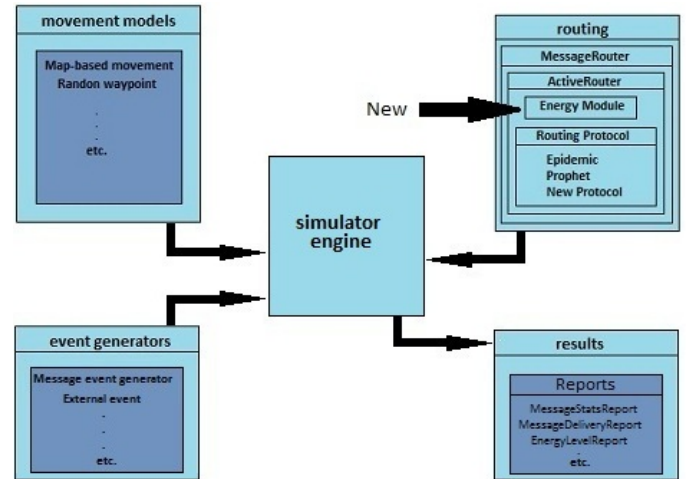 movement models
Map-based movement
Randon waypoint
.
.
.
etc.
routing
MessageRouter
ActiveRouter
Energy Module
New
Routing Protocol
Epidemic
Prophet
New Protocol
simulator
engine
event generators
Message event generator
External event
.
.
.
etc.
results
Reports
MessageStatsReport
MessageDeliveryReport
EnergyLevelReport
.
etc.